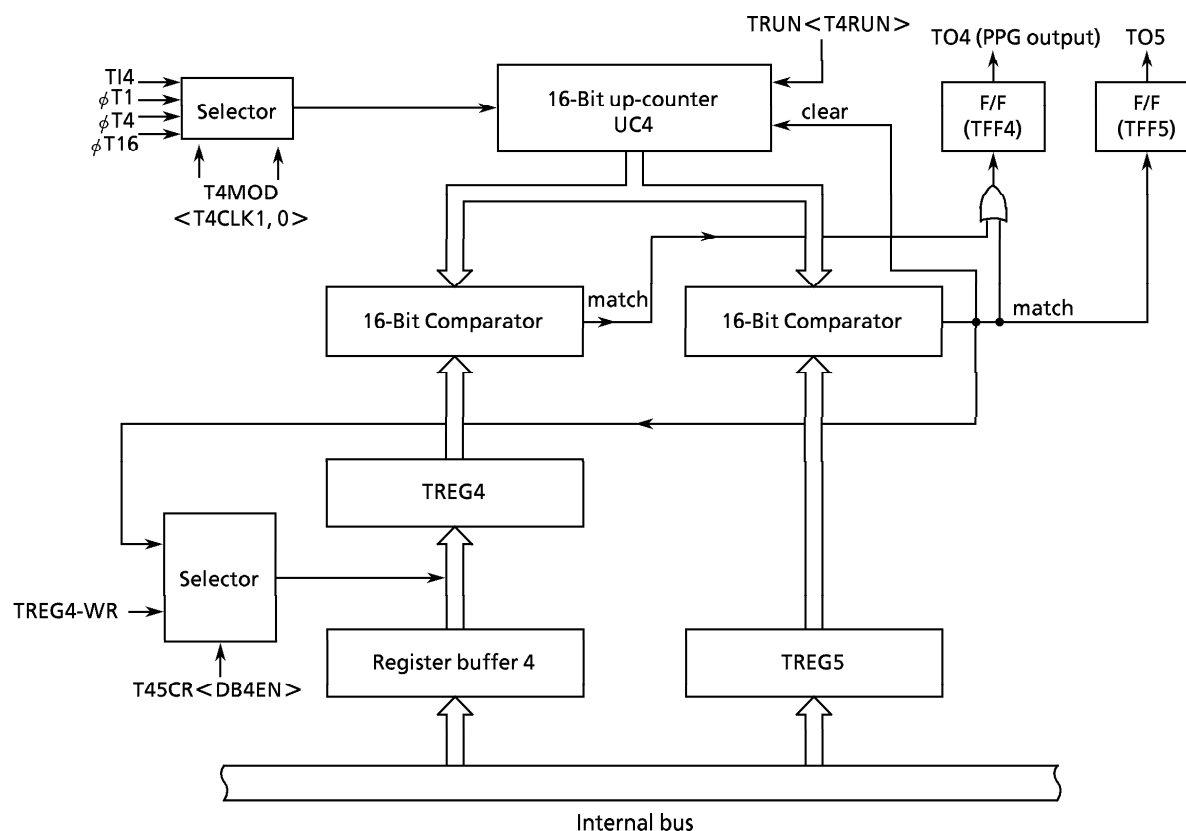 TRUN<T4RUN>
TO4 (PPG output)
TO5
TI4
ϕT1
ϕT4
ϕT16
Selector
16-Bit up-counter
UC4
clear
F/F
(TFF4)
F/F
(TFF5)
T4MOD
<T4CLK1, 0>
16-Bit Comparator
match
16-Bit Comparator
match
TREG4
Selector
TREG4-WR
T45CR<DB4EN>
Register buffer 4
TREG5
Internal bus